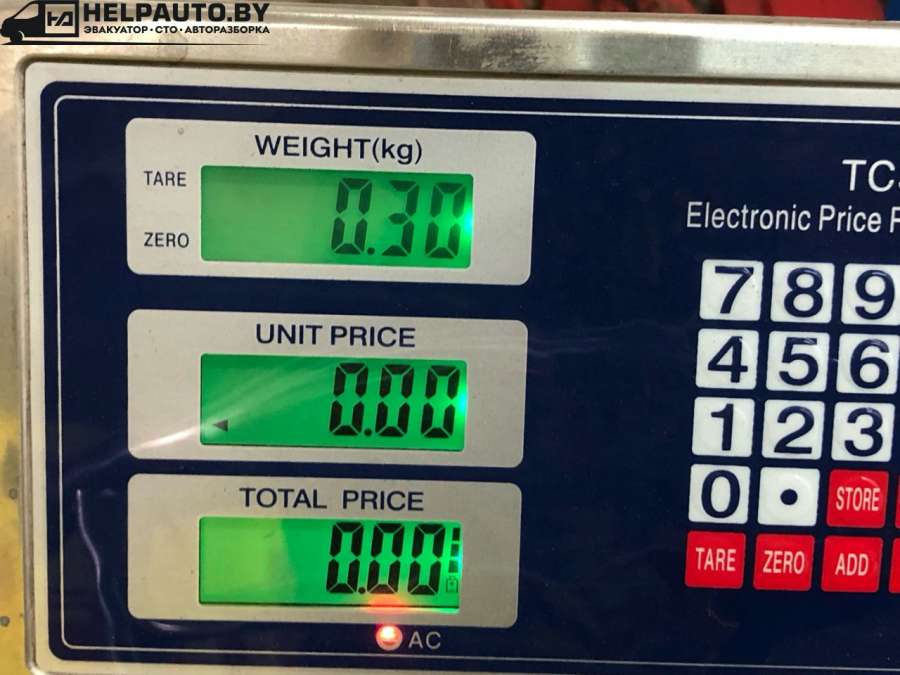 HELPAUTO.BY
ЭВАКУАТОР · СТО · АВТОРАЗБОРКА
WEIGHT(kg)
TARE
0.30
ZERO
UNIT PRICE
0.00
TOTAL PRICE
0.00
AC
TCS
Electronic Price
7 8 9
4 5 6
1 2 3
0 • STORE
TARE ZERO ADD